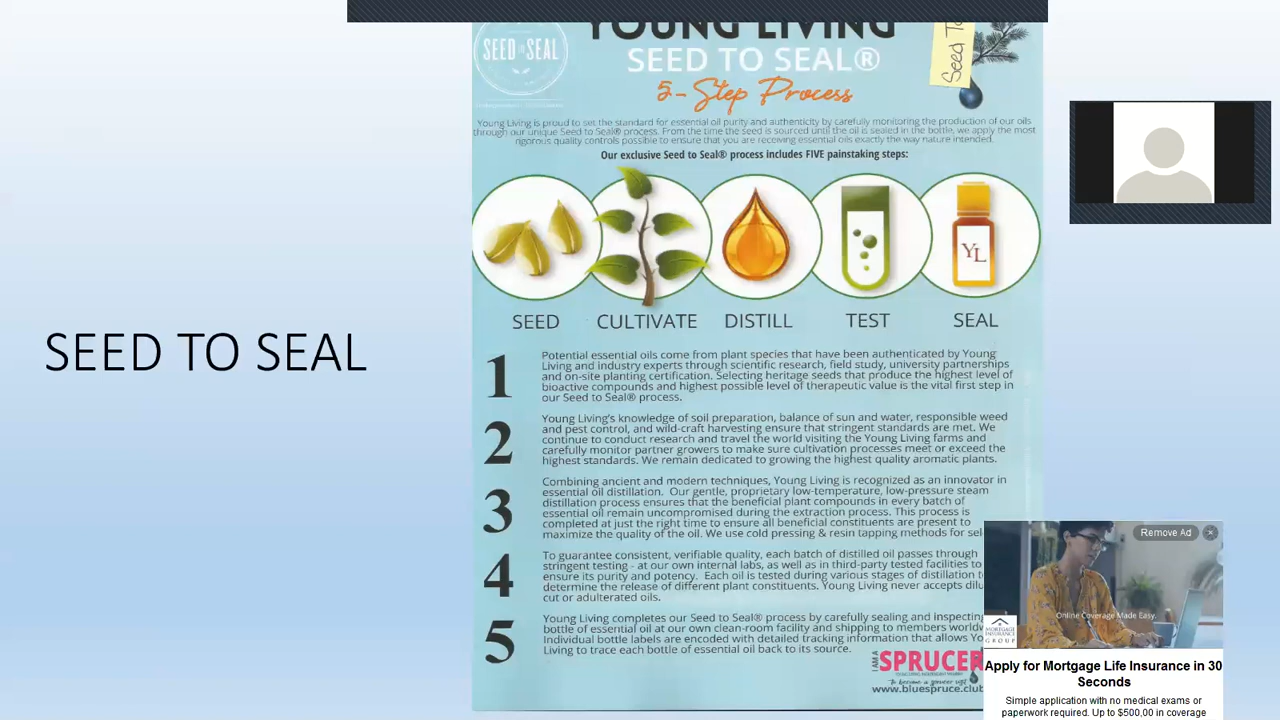 YOUNG LIVING
SEED TO SEAL
SEED TO SEAL®
5-Step Process
Seed To
Young Living is proud to set the standard for essential oil purity and authenticity by carefully monitoring the production of our oils
through our unique Seed to Seal® process. From the time the seed is sourced until the oil is sealed in the bottle, we apply the most
rigorous quality controls possible to ensure that you are receiving essential oils exactly the way nature intended.
Our exclusive Seed to Seal® process includes FIVE painstaking steps:
YL
SEED CULTIVATE DISTILL TEST SEAL
SEED TO SEAL
1
Potential essential oils come from plant species that have been authenticated by Young
Living and industry experts through scientific research, field study, university partnerships
and on-site planting certification. Selecting heritage seeds that produce the highest level of
bioactive compounds and highest possible level of therapeutic value is the vital first step in
our Seed to Seal® process.
2
Young Living's knowledge of soil preparation, balance of sun and water, responsible weed
and pest control, and wild-craft harvesting ensure that stringent standards are met. We
continue to conduct research and travel the world visiting the Young Living farms and
carefully monitor partner growers to make sure cultivation processes meet or exceed the
highest standards. We remain dedicated to growing the highest quality aromatic plants.
3
Combining ancient and modern techniques, Young Living is recognized as an innovator in
essential oil distillation. Our gentle, proprietary low-temperature, low-pressure steam
distillation process ensures that the beneficial plant compounds in every batch of
essential oil remain uncompromised during the extraction process. This process is
completed at just the right time to ensure all beneficial constituents are present to
maximize the quality of the oil. We use cold pressing & resin tapping methods for sel
4
To guarantee consistent, verifiable quality, each batch of distilled oil passes through
stringent testing - at our own internal labs, as well as in third-party tested facilities to
ensure its purity and potency. Each oil is tested during various stages of distillation t
determine the release of different plant constituents. Young Living never accepts dilu
cut or adulterated oils.
5
Young Living completes our Seed to Seal® process by carefully sealing and inspecting
bottle of essential oil at our own clean-room facility and shipping to members worldw
Individual bottle labels are encoded with detailed tracking information that allows Yo
Living to trace each bottle of essential oil back to its source.
I AM A SPRUCER
to become a sprucer visit
www.bluespruce.club
Remove Ad ×
Online Coverage Made Easy.
MORTGAGE
INSURANCE
GROUP
Apply for Mortgage Life Insurance in 30
Seconds
Simple application with no medical exams or
paperwork required. Up to $500,00 in coverage